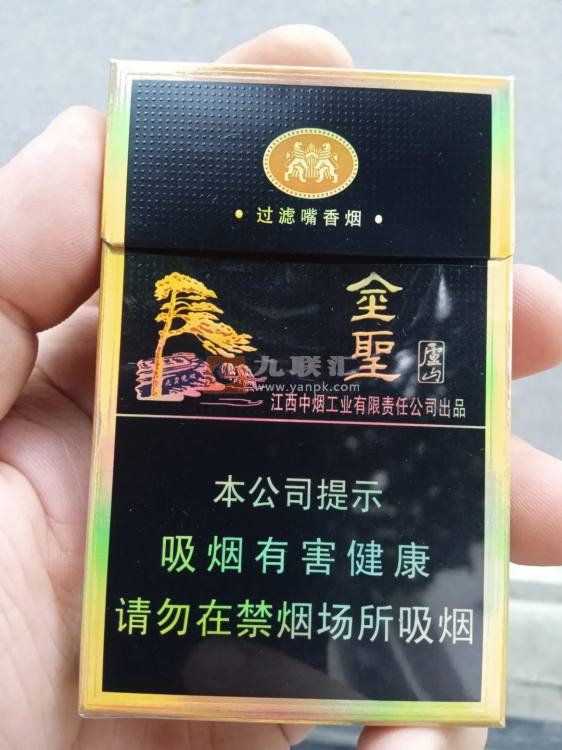 • 过滤嘴香烟 •
金聖
廬山
九联汇
www.yanpk.com
江西中烟工业有限责任公司出品
本公司提示
吸烟有害健康
请勿在禁烟场所吸烟